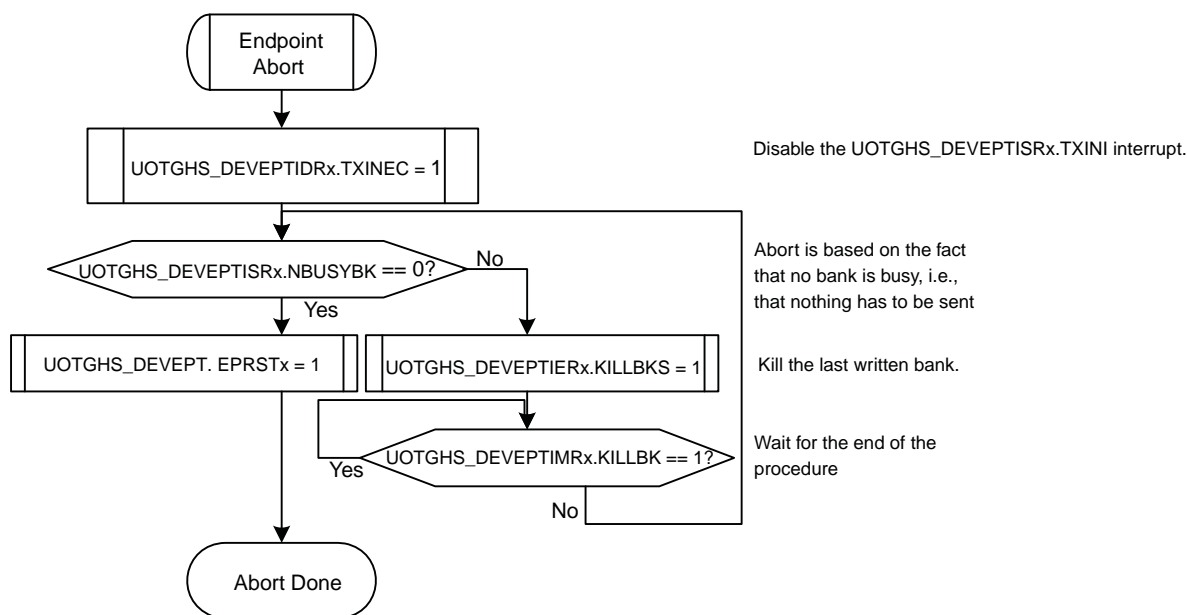 Endpoint
Abort
UOTGHS_DEVEPTIDRx.TXINEC = 1
Disable the UOTGHS_DEVEPTISRx.TXINI interrupt.
UOTGHS_DEVEPTISRx.NBUSYBK == 0?
No
Abort is based on the fact
that no bank is busy, i.e.,
that nothing has to be sent
Yes
UOTGHS_DEVEPT. EPRSTx = 1
UOTGHS_DEVEPTIERx.KILLBKS = 1
Kill the last written bank.
UOTGHS_DEVEPTIMRx.KILLBK == 1?
Yes
Wait for the end of the
procedure
No
Abort Done